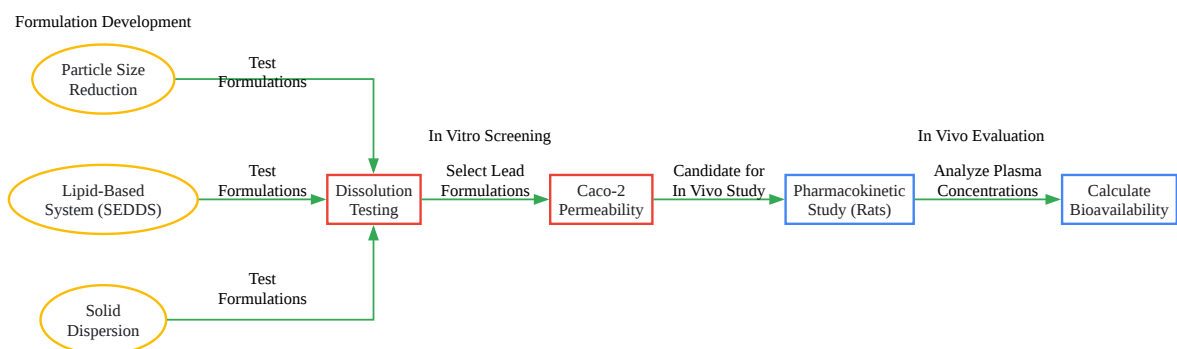 Formulation Development
Particle Size
Reduction
Test
Formulations
In Vitro Screening
In Vivo Evaluation
Lipid-Based
System (SEDDS)
Test
Formulations
Dissolution
Testing
Select Lead
Formulations
Caco-2
Permeability
Candidate for
In Vivo Study
Pharmacokinetic
Study (Rats)
Analyze Plasma
Concentrations
Calculate
Bioavailability
Test
Formulations
Solid
Dispersion